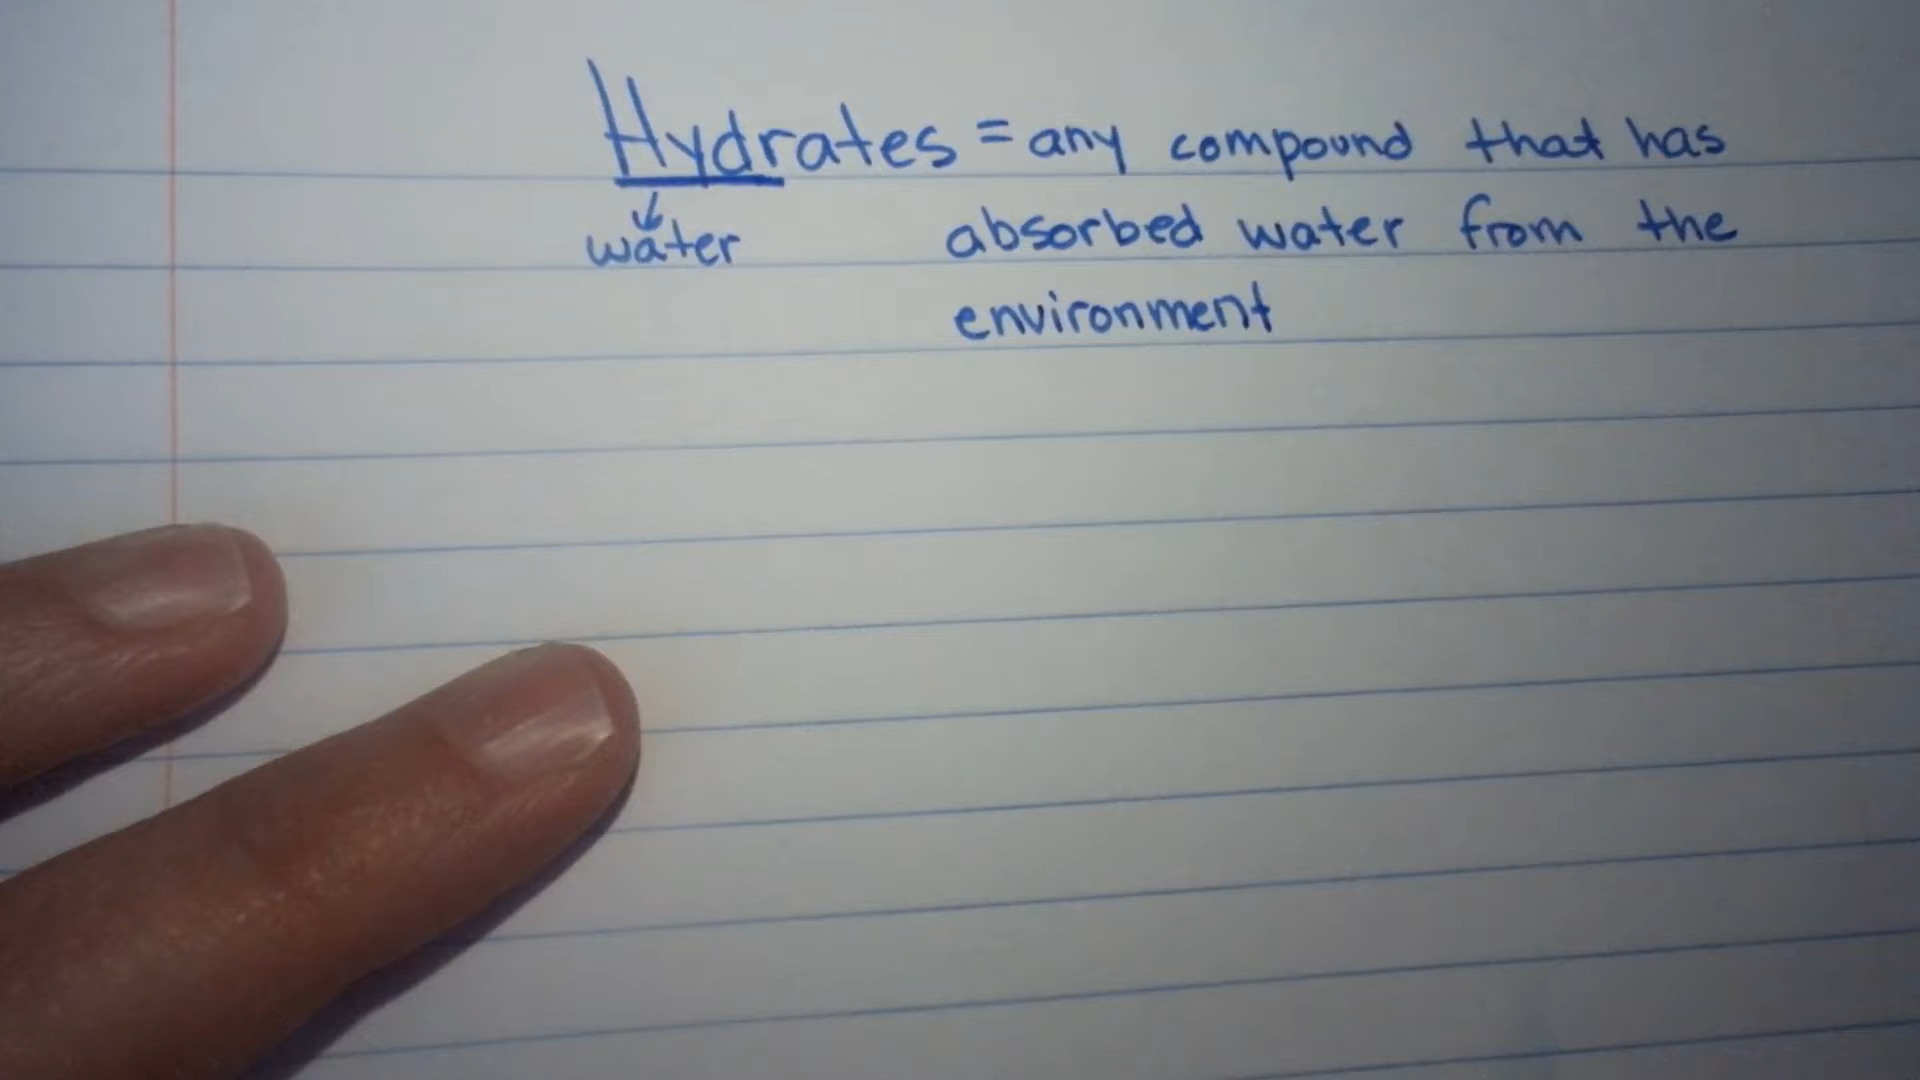 Hydrates = any compound that has
↓
water absorbed water from the
environment